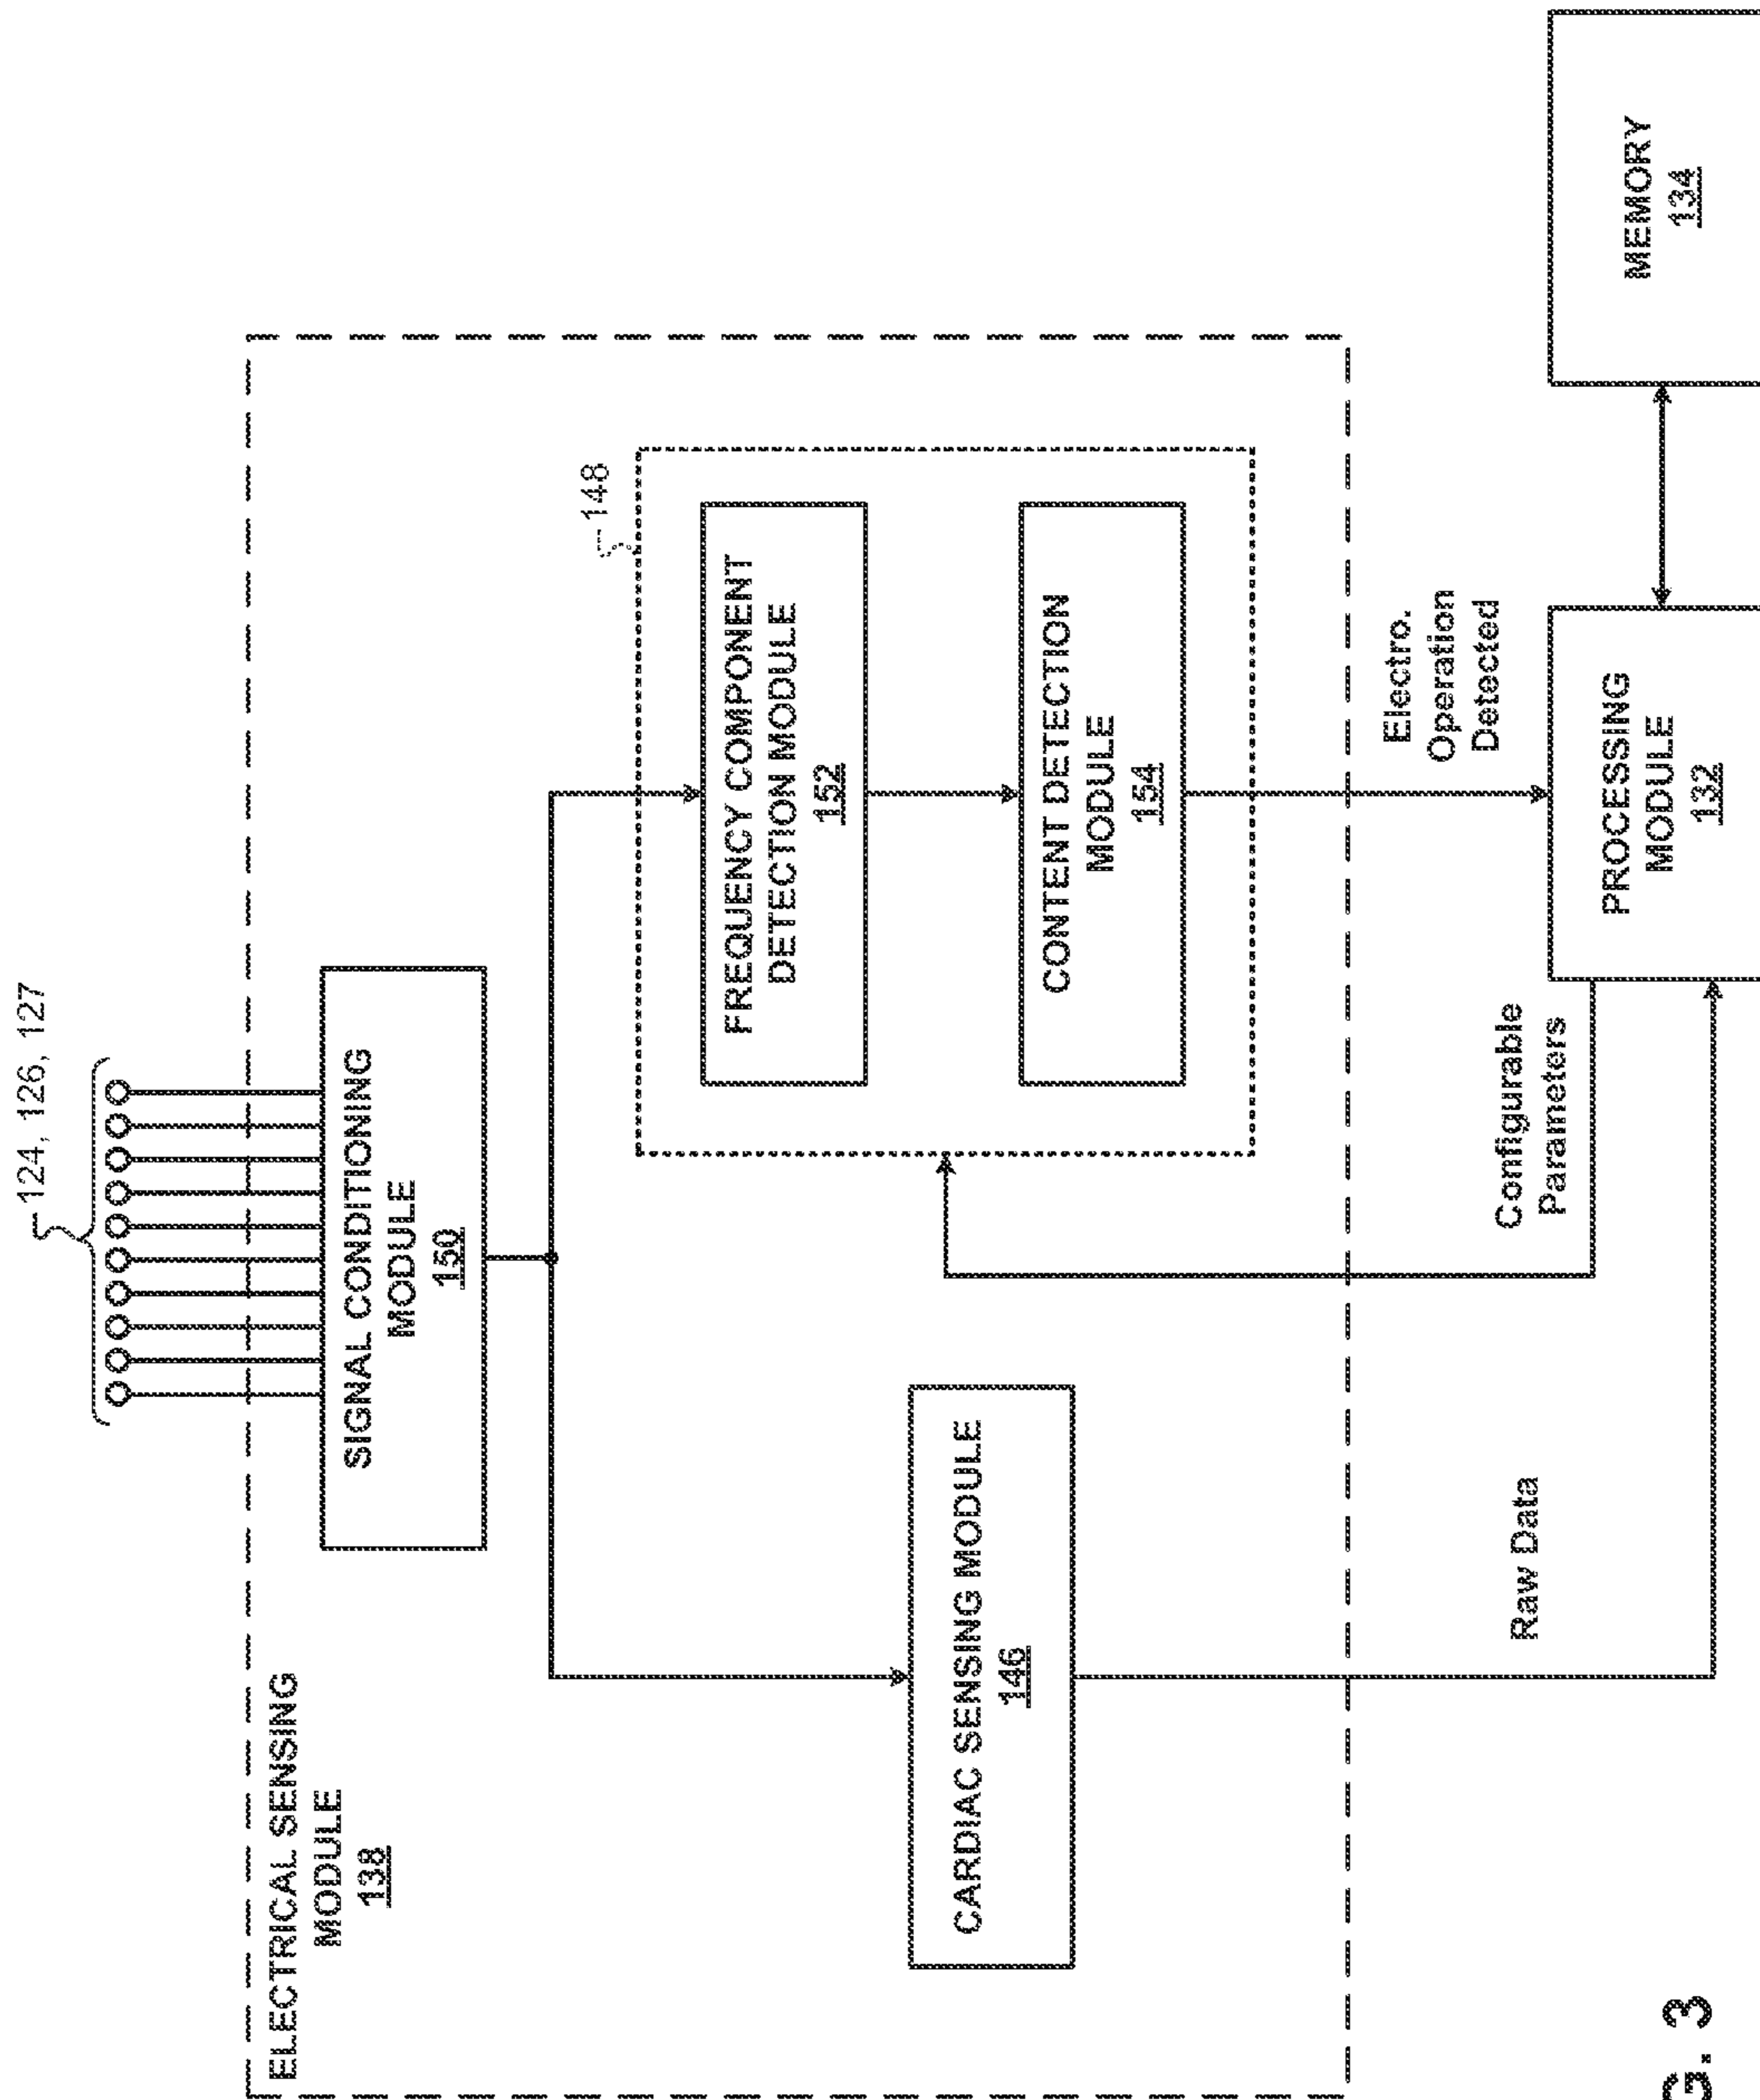 124, 126, 127
ELECTRICAL SENSING
MODULE
138
SIGNAL CONDITIONING
MODULE
150
148
FREQUENCY COMPONENT
DETECTION MODULE
152
CARDIAC SENSING MODULE
146
CONTENT DETECTION
MODULE
154
Electro.
Operation
Detected
Configurable
Parameters
Raw Data
PROCESSING
MODULE
132
MEMORY
134
G. 3